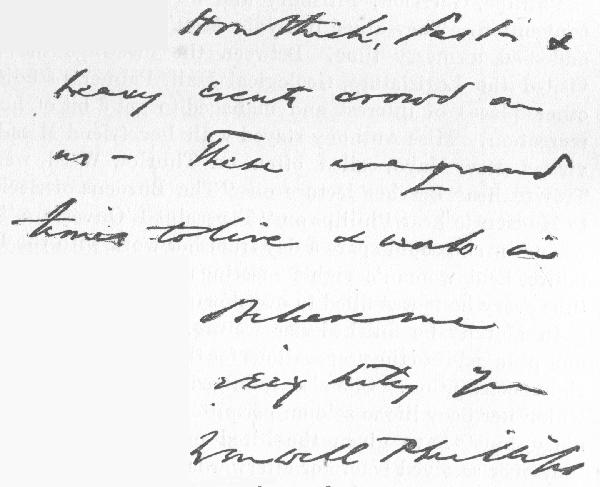 How thick, fast &
heavy events crowd on
us These are grand
times to live & work in
Believe me
very truly Yrs
Wendell Phillips